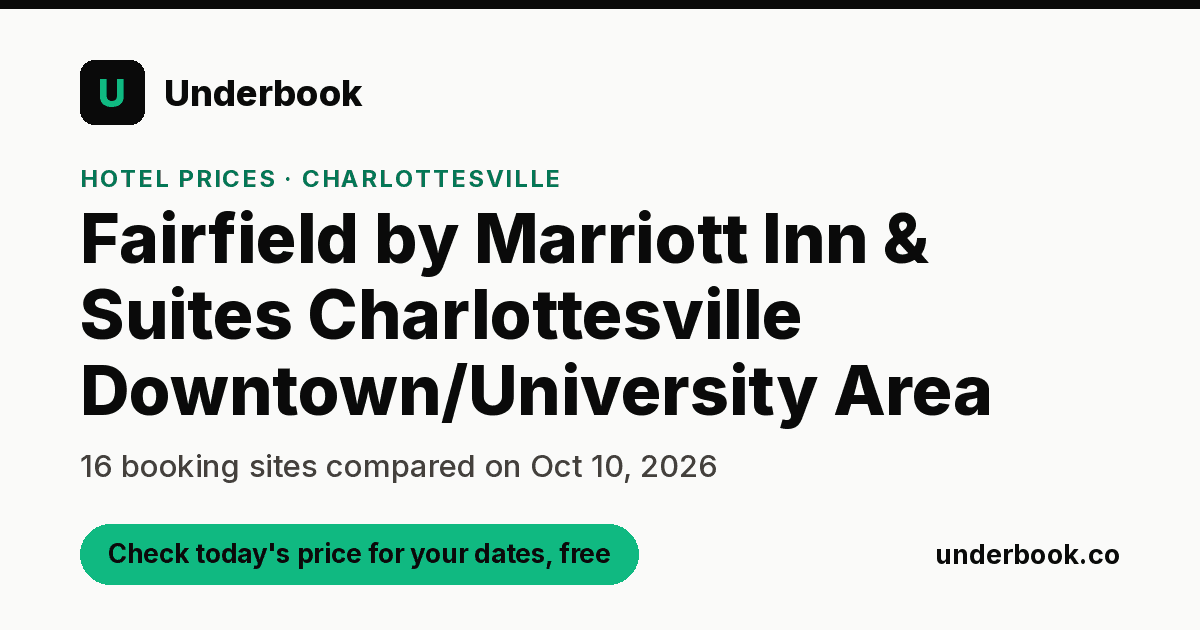 U Underbook
HOTEL PRICES · CHARLOTTESVILLE
Fairfield by Marriott Inn &
Suites Charlottesville
Downtown/University Area
16 booking sites compared on Oct 10, 2026
Check today's price for your dates, free
underbook.co